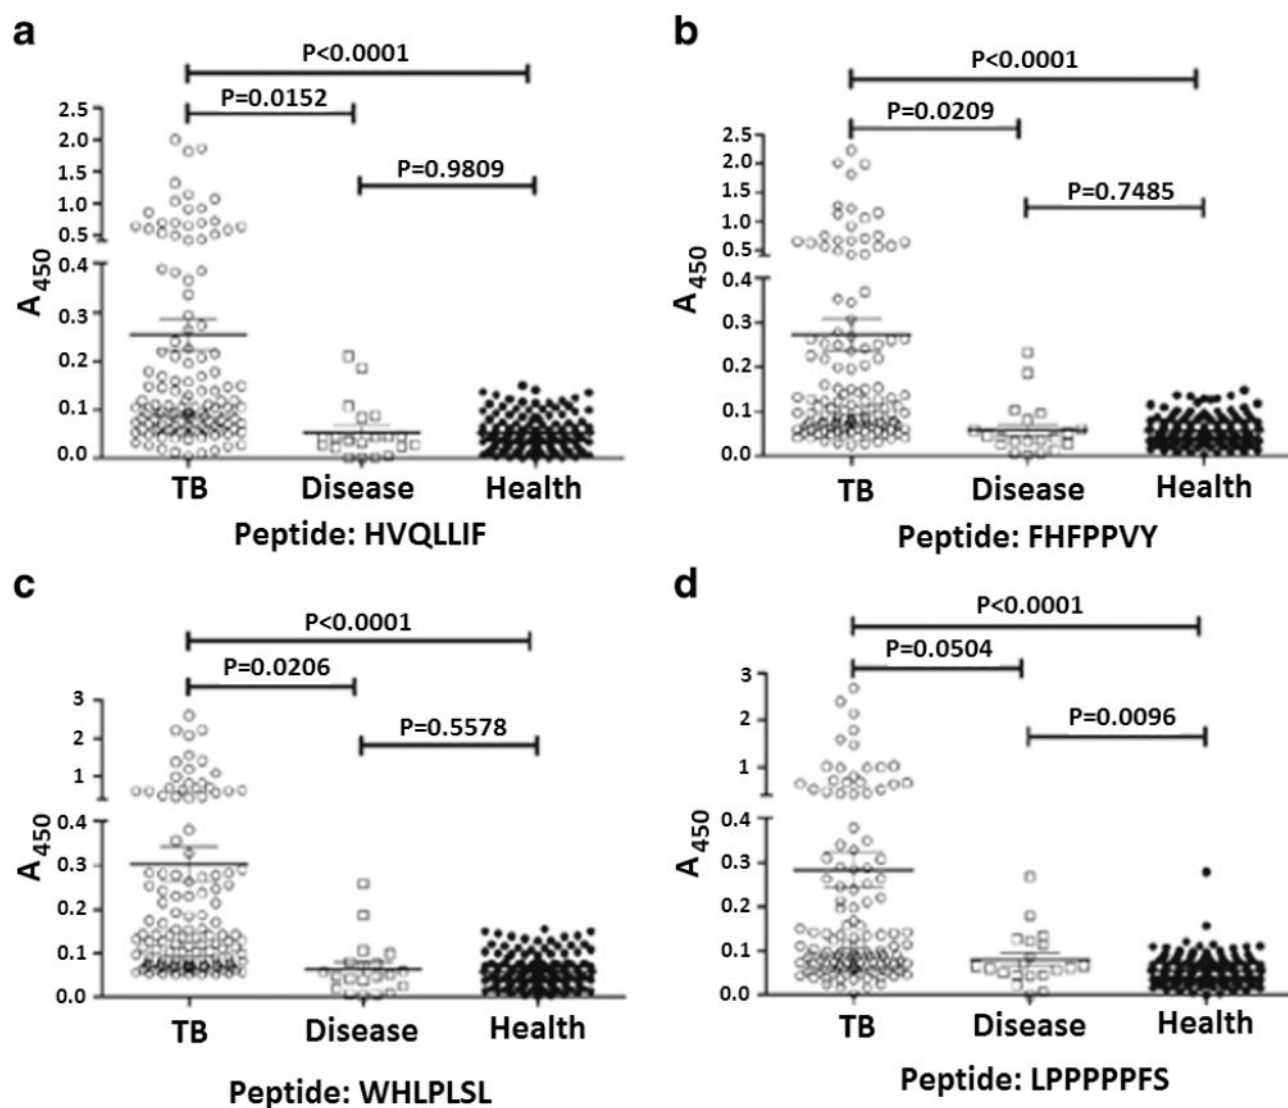 a
P<0.0001
P=0.0152
P=0.9809
2.5
2.0
1.5
1.0
0.5
0.4
0.3
0.2
0.1
0.0
A450
TB Disease Health
Peptide: HVQLLIF
b
P<0.0001
P=0.0209
P=0.7485
2.5
2.0
1.5
1.0
0.5
0.4
0.3
0.2
0.1
0.0
A450
TB Disease Health
Peptide: FHFPPVY
c
P<0.0001
P=0.0206
P=0.5578
3
2
1
0.4
0.3
0.2
0.1
0.0
A450
TB Disease Health
Peptide: WHLPLSL
d
P<0.0001
P=0.0504
P=0.0096
3
2
1
0.4
0.3
0.2
0.1
0.0
A450
TB Disease Health
Peptide: LPPPPPFS